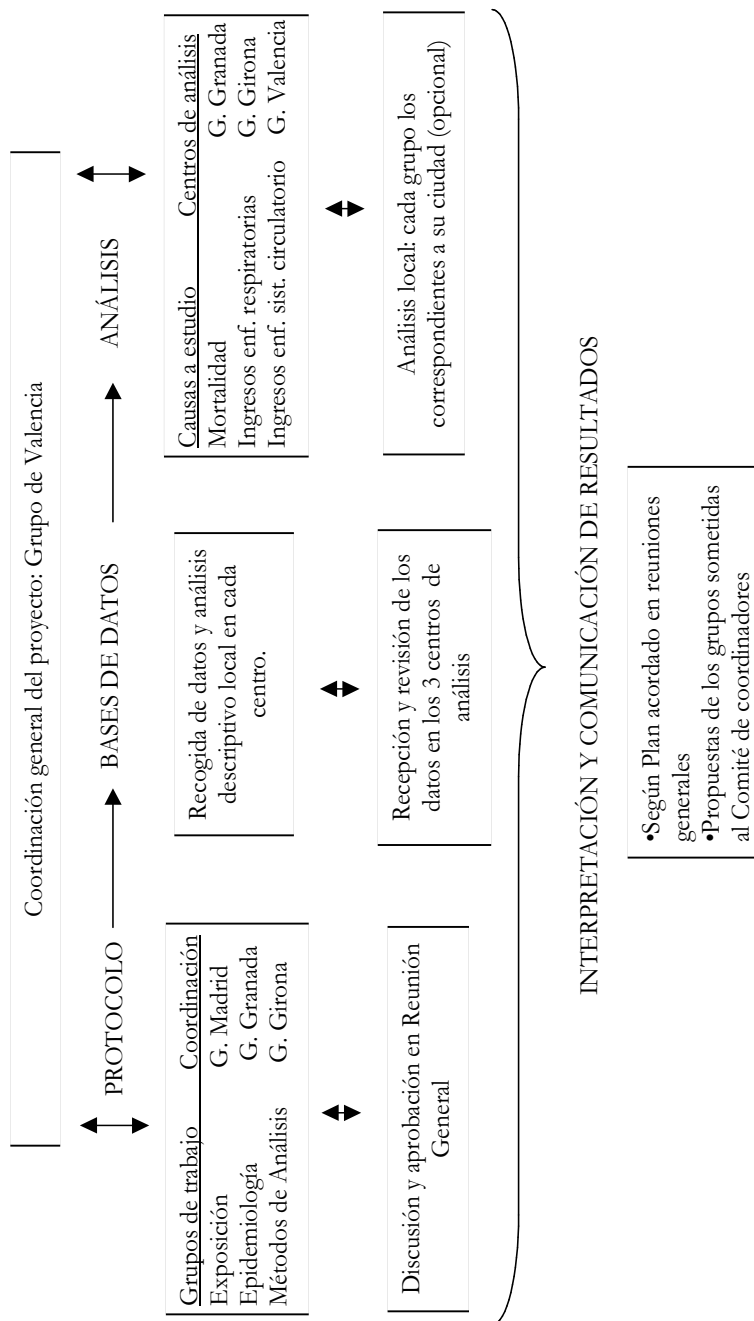 Coordinación general del proyecto: Grupo de Valencia
PROTOCOLO
BASES DE DATOS
ANÁLISIS
Grupos de trabajo Coordinación
Exposición G. Madrid
Epidemiología G. Granada
Métodos de Análisis G. Girona
Discusión y aprobación en Reunión
General
Recogida de datos y análisis
descriptivo local en cada
centro.
Recepción y revisión de los
datos en los 3 centros de
análisis
Causas a estudio Centros de análisis
Mortalidad G. Granada
Ingresos enf. respiratorias G. Girona
Ingresos enf. sist. circulatorio G. Valencia
Análisis local: cada grupo los
correspondientes a su ciudad (opcional)
INTERPRETACIÓN Y COMUNICACIÓN DE RESULTADOS
•Según Plan acordado en reuniones
generales
•Propuestas de los grupos sometidas
al Comité de coordinadores